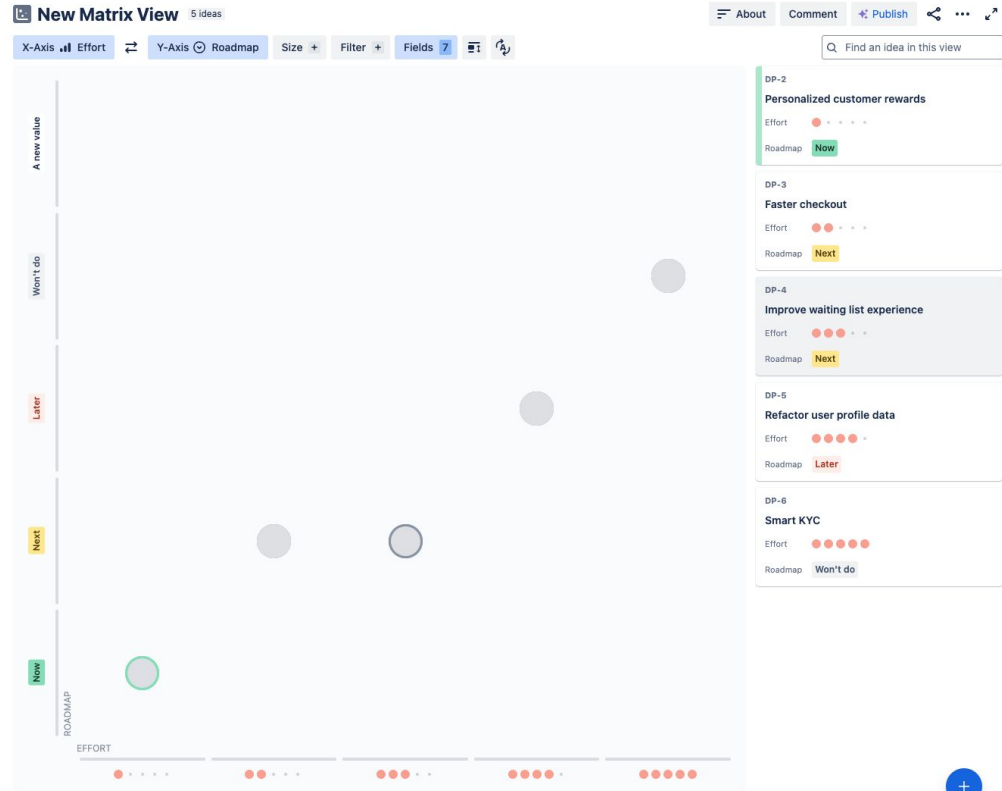 New Matrix View 5 ideas
About Comment Publish
X-Axis Effort Y-Axis Roadmap Size + Filter + Fields 7
Find an idea in this view
A new value
Won't do
Later
Next
Now
ROADMAP
EFFORT
DP-2
Personalized customer rewards
Effort
Roadmap Now
DP-3
Faster checkout
Effort
Roadmap Next
DP-4
Improve waiting list experience
Effort
Roadmap Next
DP-5
Refactor user profile data
Effort
Roadmap Later
DP-6
Smart KYC
Effort
Roadmap Won't do